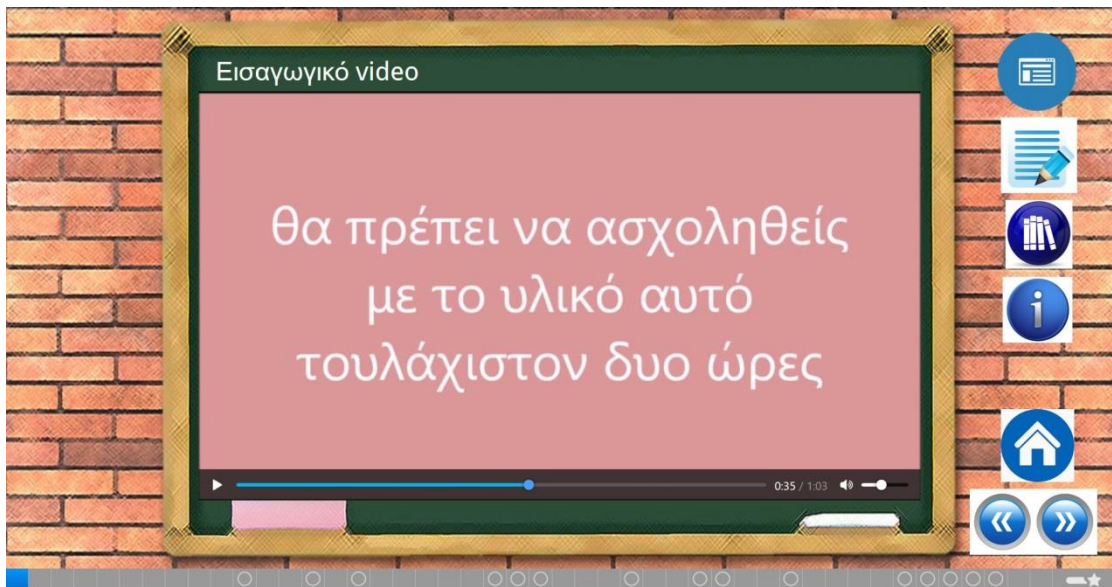 Εισαγωγικό video
θα πρέπει να ασχοληθείς
με το υλικό αυτό
τουλάχιστον δυο ώρες
0:35 / 1:03